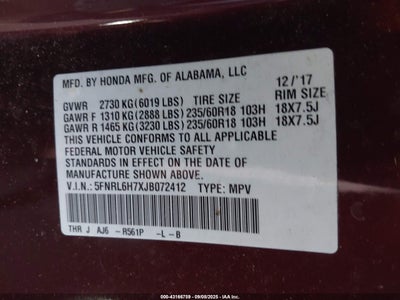 MFD. BY HONDA MFG. OF ALABAMA, LLC
12/'17
GVWR 2730 KG (6019 LBS) TIRE SIZE RIM SIZE
GAWR F 1310 KG (2888 LBS) 235/60R18 103H 18X7.5J
GAWR R 1465 KG (3230 LBS) 235/60R18 103H 18X7.5J
THIS VEHICLE CONFORMS TO ALL APPLICABLE
FEDERAL MOTOR VEHICLE SAFETY
STANDARDS IN EFFECT ON THE DATE OF
MANUFACTURE SHOWN ABOVE.
V.I.N.: 5FNRL6H7XJB072412 TYPE: MPV
THR J AJ6 -R561P -L -B
000-43166759 - 09/09/2025 - IAA, Inc.